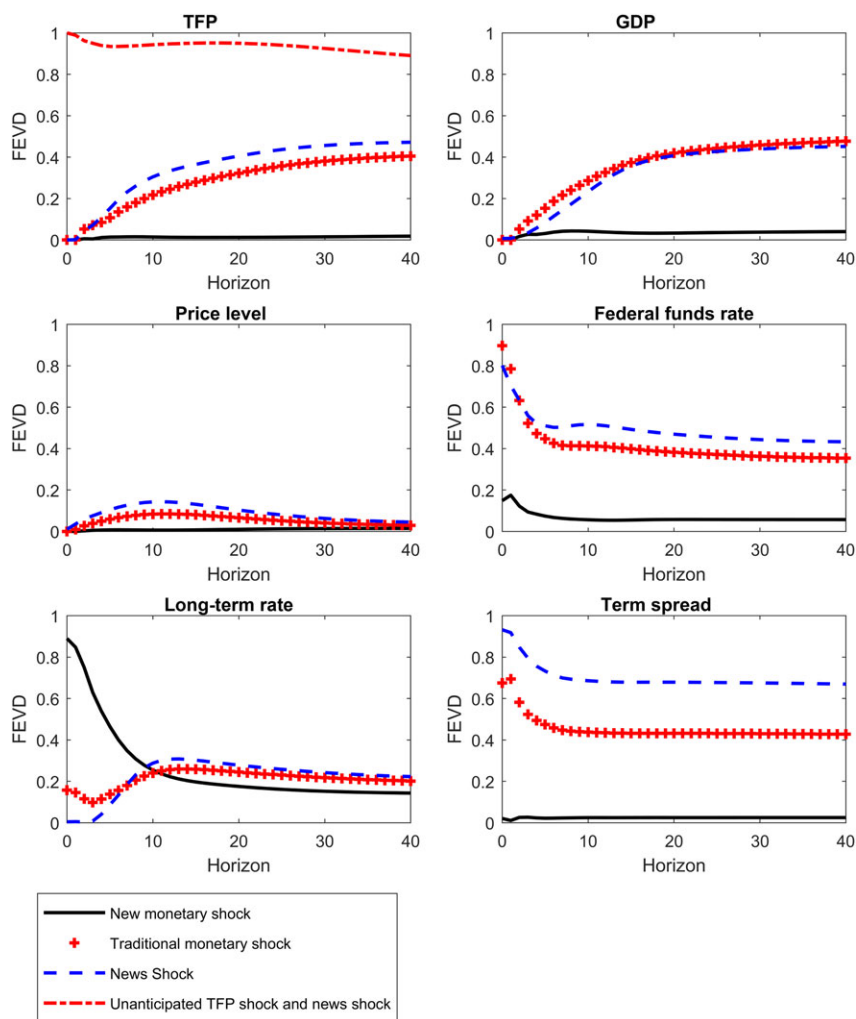 TFP
1
0.8
0.6
0.4
0.2
0
FEVD
0 10 20 30 40
Horizon
GDP
1
0.8
0.6
0.4
0.2
0
FEVD
0 10 20 30 40
Horizon
Price level
1
0.8
0.6
0.4
0.2
0
FEVD
0 10 20 30 40
Horizon
Federal funds rate
1
0.8
0.6
0.4
0.2
0
FEVD
0 10 20 30 40
Horizon
Long-term rate
1
0.8
0.6
0.4
0.2
0
FEVD
0 10 20 30 40
Horizon
Term spread
1
0.8
0.6
0.4
0.2
0
FEVD
0 10 20 30 40
Horizon
New monetary shock
Traditional monetary shock
News Shock
Unanticipated TFP shock and news shock